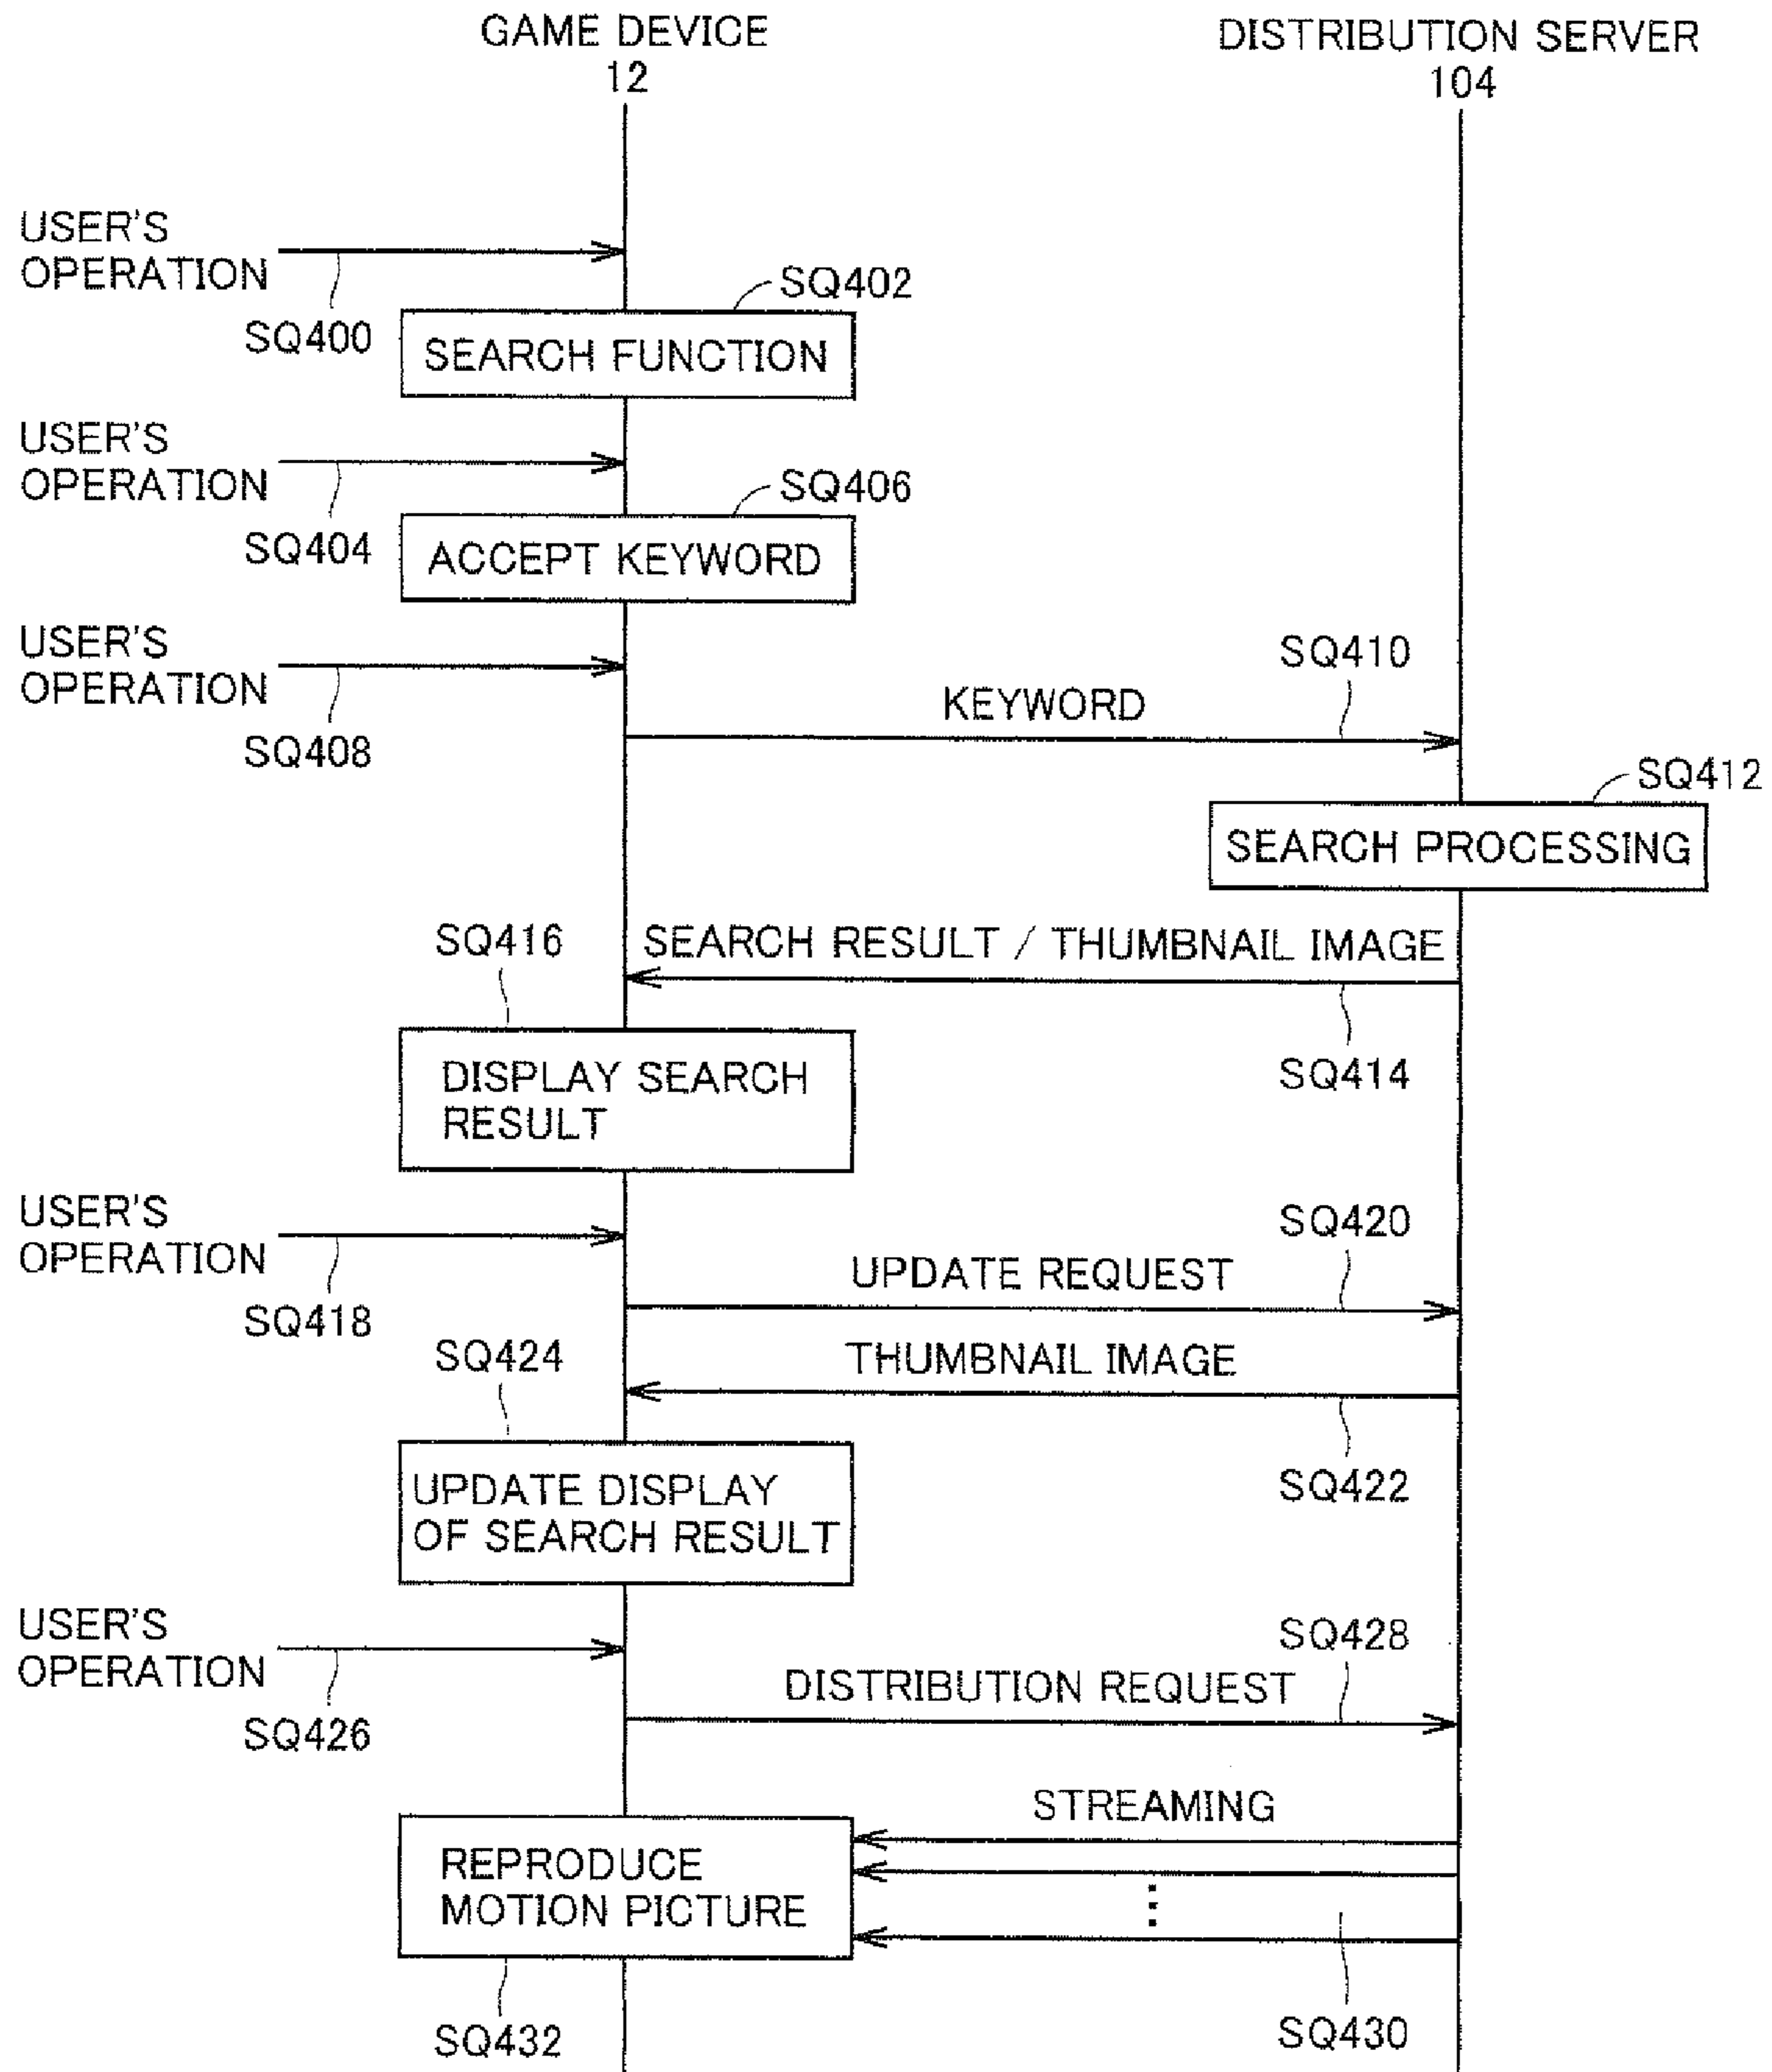 GAME DEVICE
12
DISTRIBUTION SERVER
104
USER'S
OPERATION
SQ400
SQ402
SEARCH FUNCTION
USER'S
OPERATION
SQ404
SQ406
ACCEPT KEYWORD
USER'S
OPERATION
SQ408
SQ410
KEYWORD
SQ412
SEARCH PROCESSING
SQ416
SEARCH RESULT / THUMBNAIL IMAGE
SQ414
DISPLAY SEARCH
RESULT
USER'S
OPERATION
SQ418
SQ420
UPDATE REQUEST
SQ424
THUMBNAIL IMAGE
SQ422
UPDATE DISPLAY
OF SEARCH RESULT
USER'S
OPERATION
SQ426
SQ428
DISTRIBUTION REQUEST
STREAMING
REPRODUCE
MOTION PICTURE
SQ432
SQ430